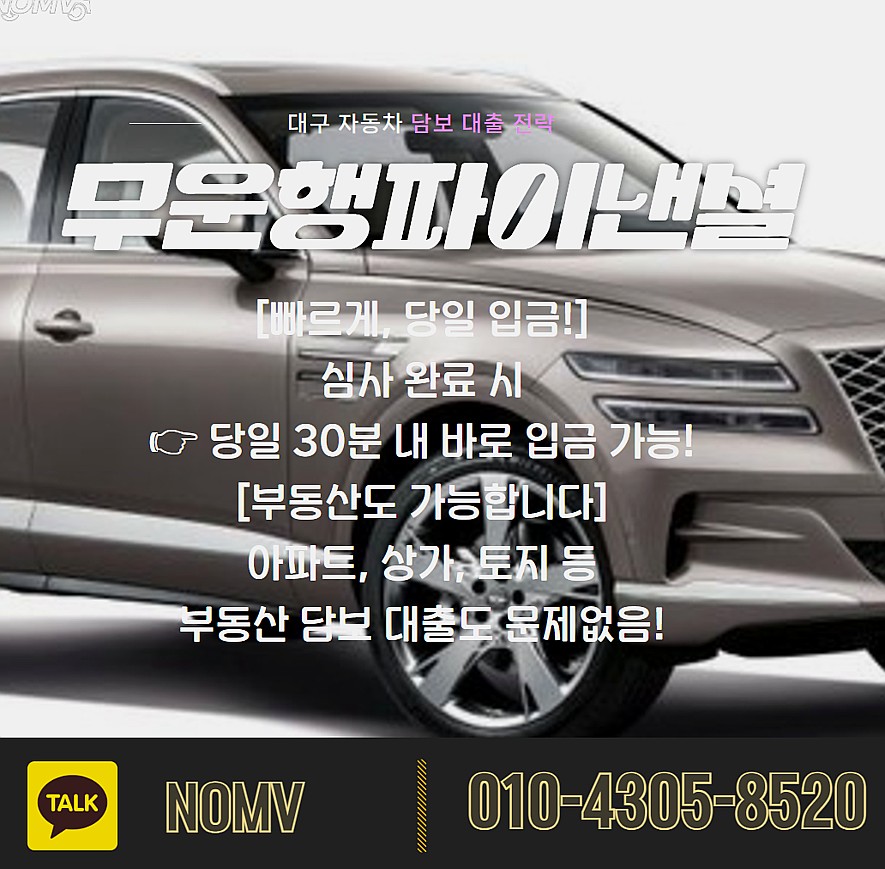 NOMV
대구 자동차 담보 대출 전략
무운행파이낸셜
[빠르게, 당일 입금!]
심사 완료 시
👉 당일 30분 내 바로 입금 가능!
[부동산도 가능합니다]
아파트, 상가, 토지 등
부동산 담보 대출도 문제없음!
TALK
NOMV
010-4305-8520